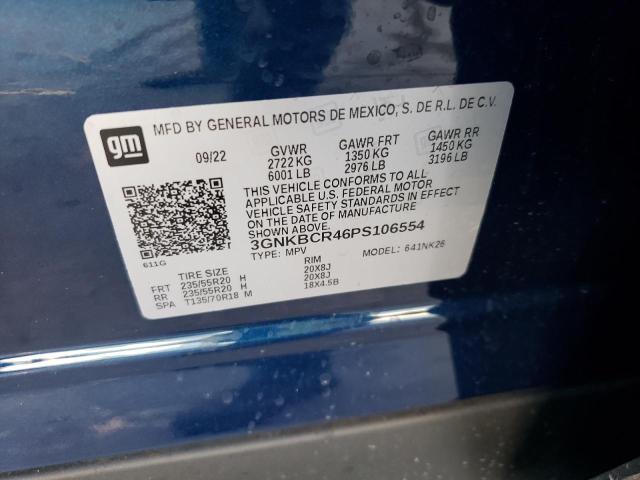 gm
MFD BY GENERAL MOTORS DE MEXICO, S. DE R.L. DE C.V.
09/22 GVWR GAWR FRT GAWR RR
2722 KG 1350 KG 1450 KG
6001 LB 2976 LB 3196 LB
THIS VEHICLE CONFORMS TO ALL
APPLICABLE U.S. FEDERAL MOTOR
VEHICLE SAFETY STANDARDS IN EFFECT
ON THE DATE OF MANUFACTURE SHOWN ABOVE.
3GNKBCR46PS106554
TYPE: MPV MODEL: 641NK26
611G
TIRE SIZE RIM
FRT 235/55R20 H 20X8J
RR 235/55R20 H 20X8J
SPA T135/70R18 M 18X4.5B